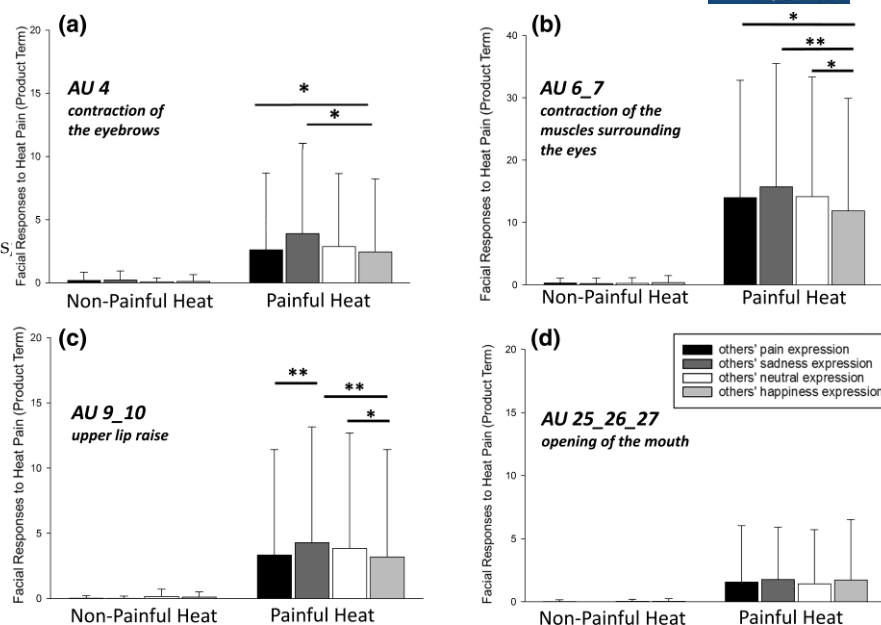 (a)
AU 4
contraction of
the eyebrows
*
*
Facial Responses to Heat Pain (Product Term)
20
15
10
5
0
Non-Painful Heat
Painful Heat
(b)
AU 6_7
contraction of the
muscles surrounding
the eyes
*
**
*
Facial Responses to Heat Pain (Product Term)
40
30
20
10
0
Non-Painful Heat
Painful Heat
s,
(c)
AU 9_10
upper lip raise
**
**
*
Facial Responses to Heat Pain (Product Term)
20
15
10
5
0
Non-Painful Heat
Painful Heat
(d)
others' pain expression
others' sadness expression
others' neutral expression
others' happiness expression
AU 25_26_27
opening of the mouth
Facial Responses to Heat Pain (Product Term)
20
15
10
5
0
Non-Painful Heat
Painful Heat